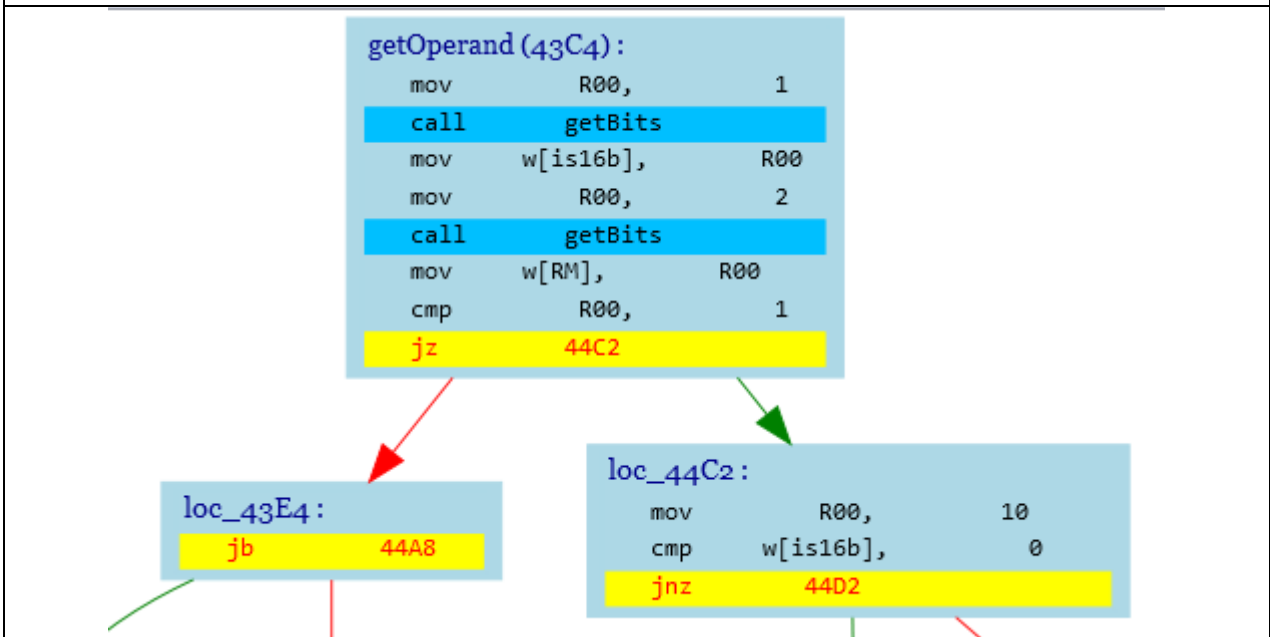 getOperand (43C4) :
mov R00, 1
call getBits
mov w[is16b], R00
mov R00, 2
call getBits
mov w[RM], R00
cmp R00, 1
jz 44C2
loc_43E4 :
jb 44A8
loc_44C2 :
mov R00, 10
cmp w[is16b], 0
jnz 44D2